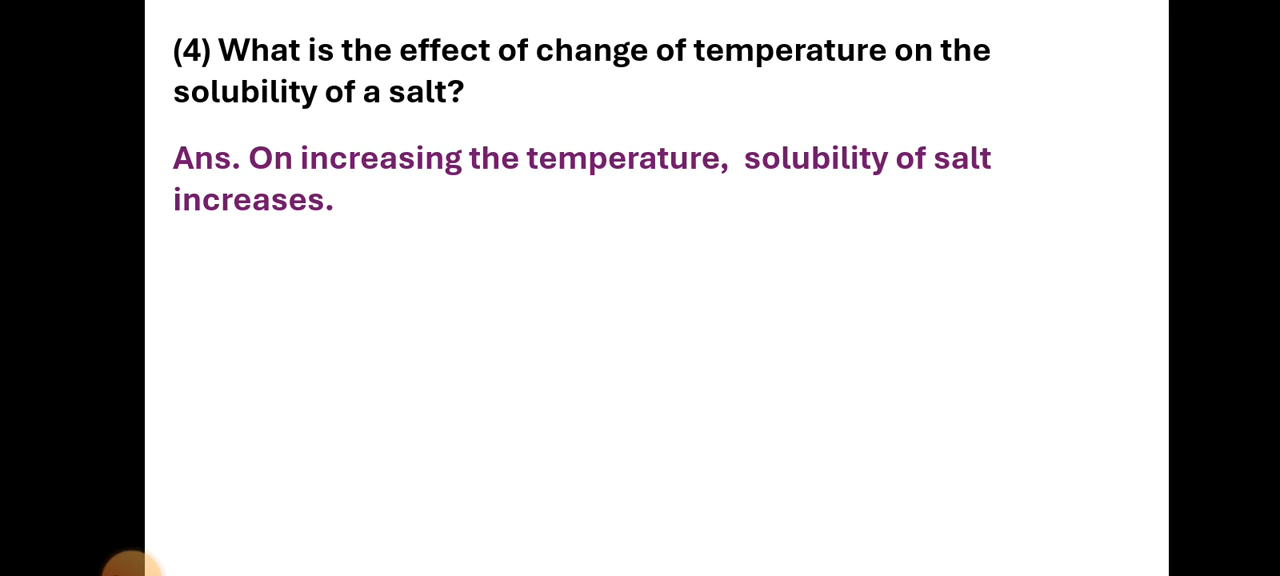 (4) What is the effect of change of temperature on the
solubility of a salt?
Ans. On increasing the temperature,  solubility of salt
increases.